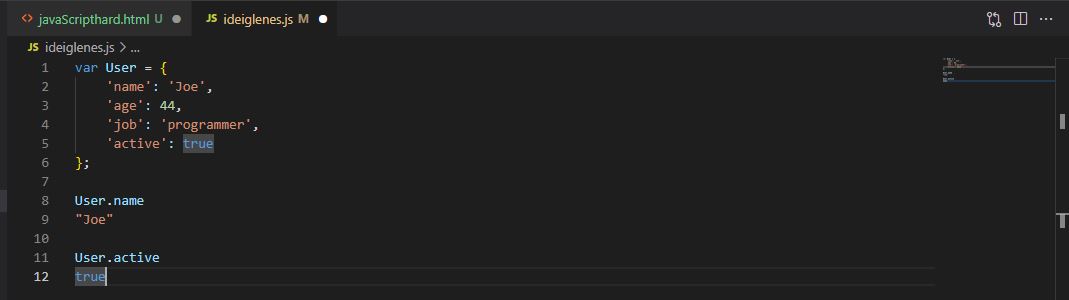 <> javaScripthard.html U ● JS ideiglenes.js M ●
JS ideiglenes.js > ...
1 var User = {
2     'name': 'Joe',
3     'age': 44,
4     'job': 'programmer',
5     'active': true
6 };
7
8 User.name
9 "Joe"
10
11 User.active
12 true